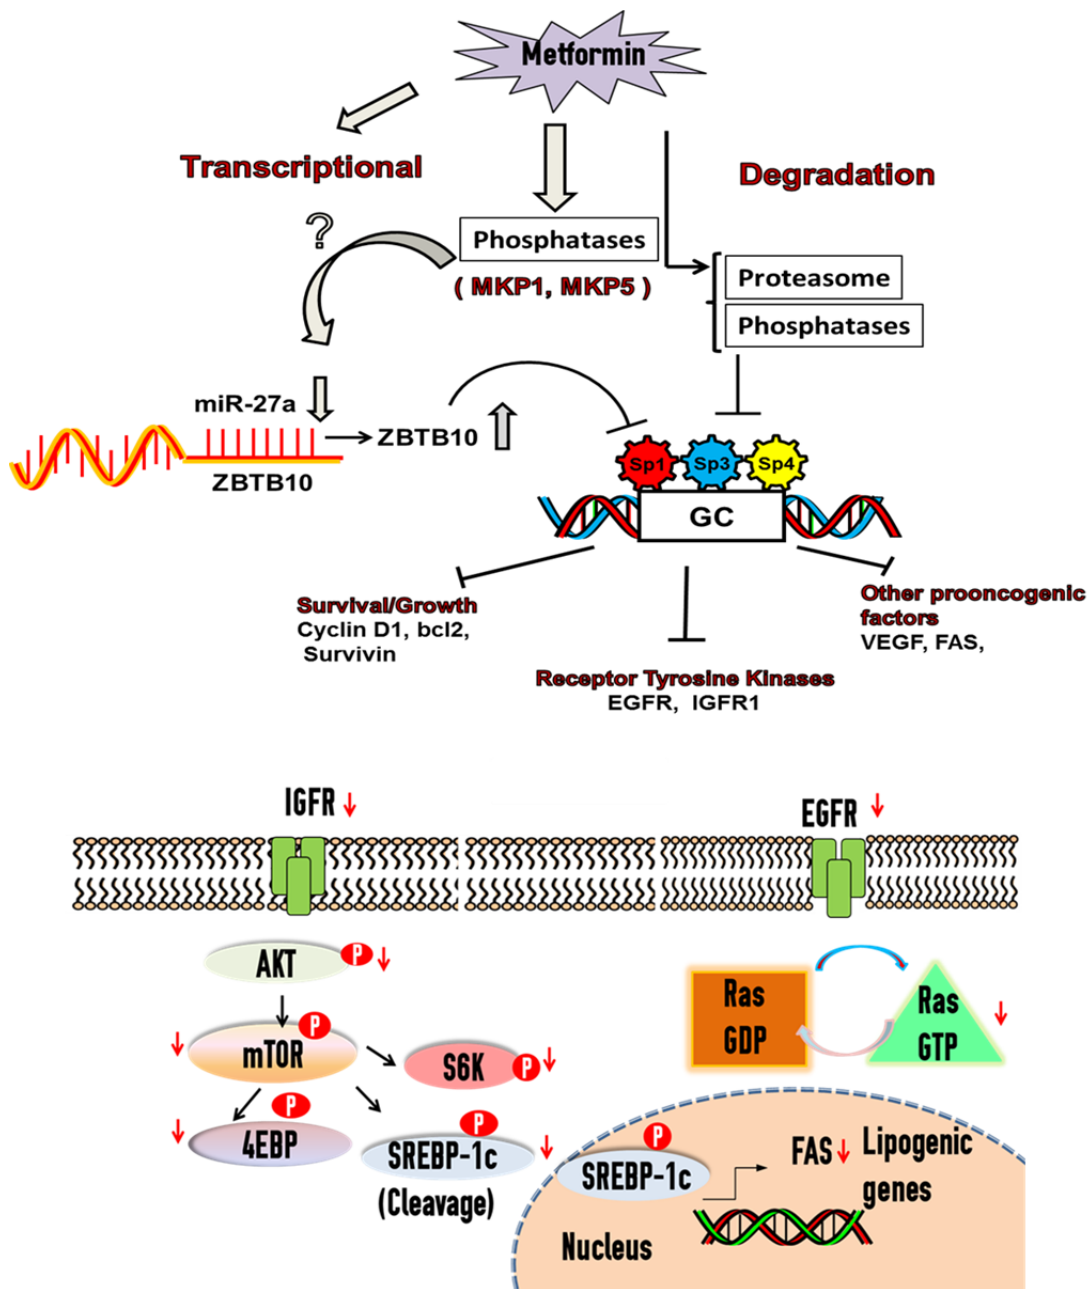 Metformin
Transcriptional
Degradation
?
Phosphatases
( MKP1, MKP5 )
Proteasome
Phosphatases
miR-27a
ZBTB10
ZBTB10
Sp1
Sp3
Sp4
GC
Survival/Growth
Cyclin D1, bcl2,
Survivin
Other prooncogenic
factors
VEGF, FAS,
Receptor Tyrosine Kinases
EGFR, IGFR1
IGFR
EGFR
AKT
P
mTOR
P
S6K
P
4EBP
P
SREBP-1c
P
(Cleavage)
Ras
GDP
Ras
GTP
P
SREBP-1c
FAS
Lipogenic
genes
Nucleus